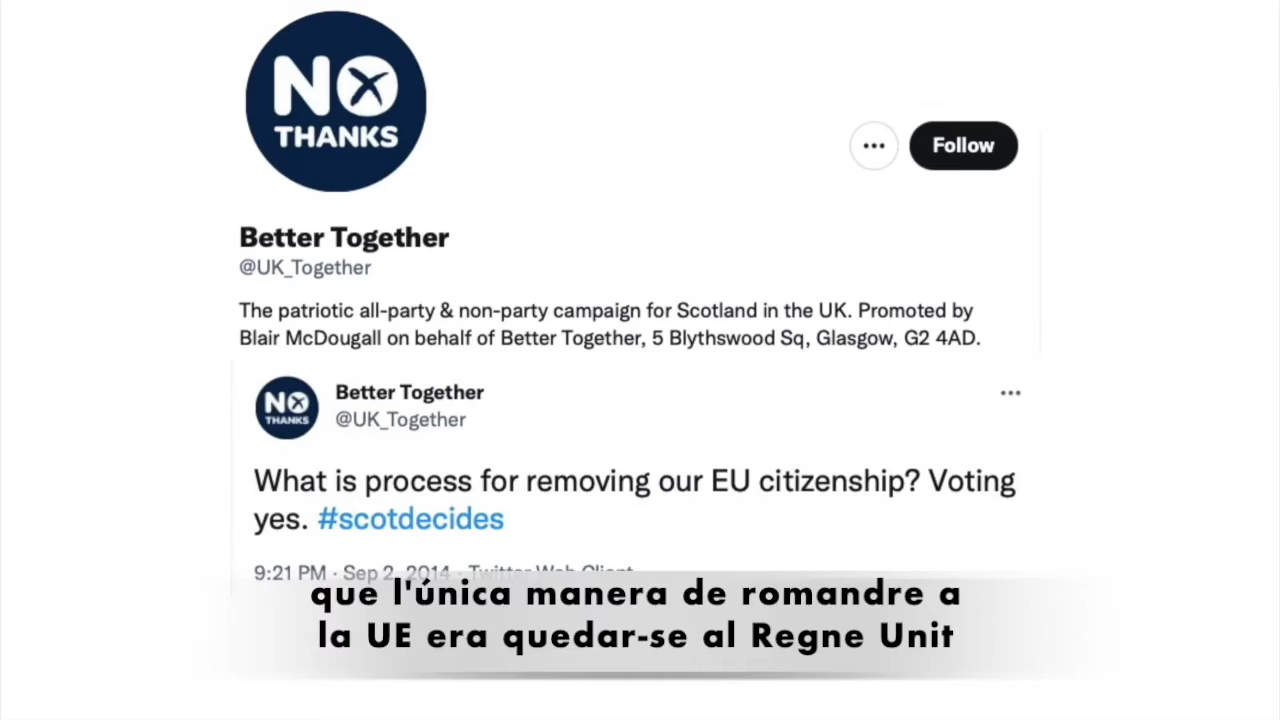 NO
THANKS
Follow
Better Together
@UK_Together
The patriotic all-party & non-party campaign for Scotland in the UK. Promoted by
Blair McDougall on behalf of Better Together, 5 Blythswood Sq, Glasgow, G2 4AD.
NO
THANKS
Better Together
@UK_Together
What is process for removing our EU citizenship? Voting
yes. #scotdecides
9:21 PM · Sep 2, 2014 · Twitter Web Client
que l'única manera de romandre a
la UE era quedar-se al Regne Unit